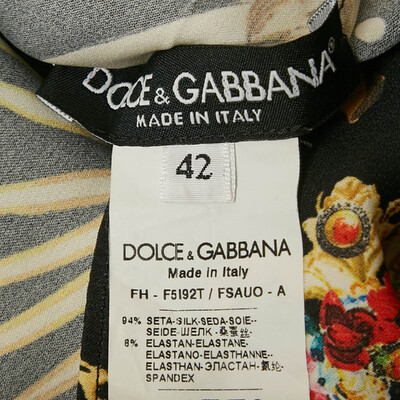 DOLCE & GABBANA®
MADE IN ITALY
42
DOLCE & GABBANA
Made in Italy
FH - F5192T / FSAUO - A
94% SETA-SILK-SEDA-SOIE--
SEIDE-ШЕЛК -桑蚕丝-
6% ELASTAN-ELASTANE-
ELASTANO-ELASTHANNE-
ELASTHAN-ЭЛАСТАН-氨纶-
SPANDEX